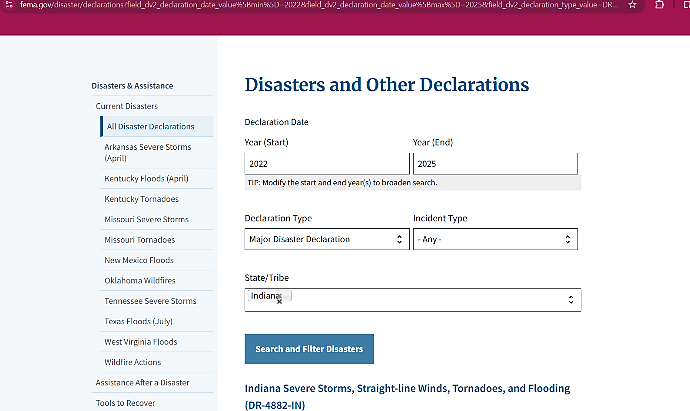 fema.gov/disaster/declarations?field_dv2_declaration_date_value%5Bmin%5D=2022&field_dv2_declaration_date_value%5Bmax%5D=2025&field_dv2_declaration_type_value=DR...
Disasters & Assistance
Current Disasters
All Disaster Declarations
Arkansas Severe Storms
(April)
Kentucky Floods (April)
Kentucky Tornadoes
Missouri Severe Storms
Missouri Tornadoes
New Mexico Floods
Oklahoma Wildfires
Tennessee Severe Storms
Texas Floods (July)
West Virginia Floods
Wildfire Actions
Assistance After a Disaster
Tools to Recover
Disasters and Other Declarations
Declaration Date
Year (Start) Year (End)
2022 2025
TIP: Modify the start and end year(s) to broaden search.
Declaration Type Incident Type
Major Disaster Declaration - Any -
State/Tribe
Indiana
Search and Filter Disasters
Indiana Severe Storms, Straight-line Winds, Tornadoes, and Flooding
(DR-4882-IN)